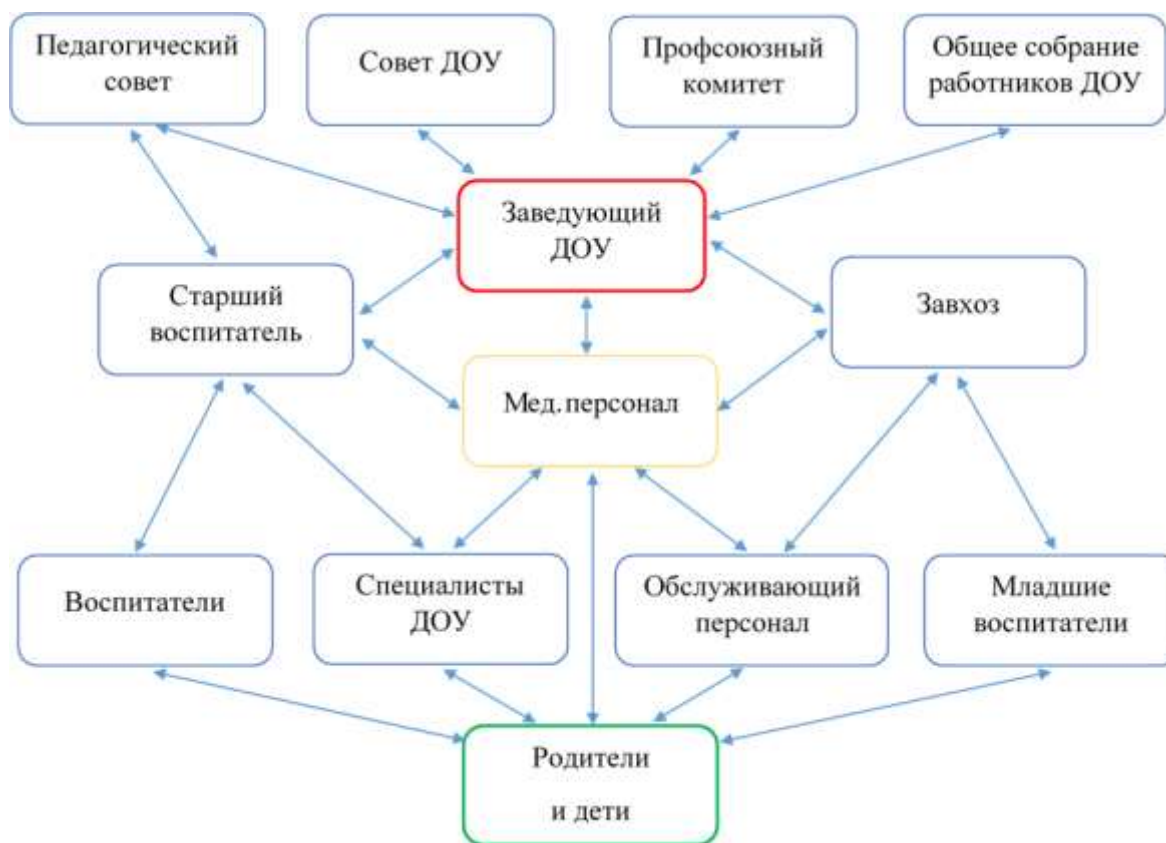 Педагогический
совет
Совет ДОУ
Профсоюзный
комитет
Общее собрание
работников ДОУ
Заведующий
ДОУ
Старший
воспитатель
Завхоз
Мед.персонал
Воспитатели
Специалисты
ДОУ
Обслуживающий
персонал
Младшие
воспитатели
Родители
и дети